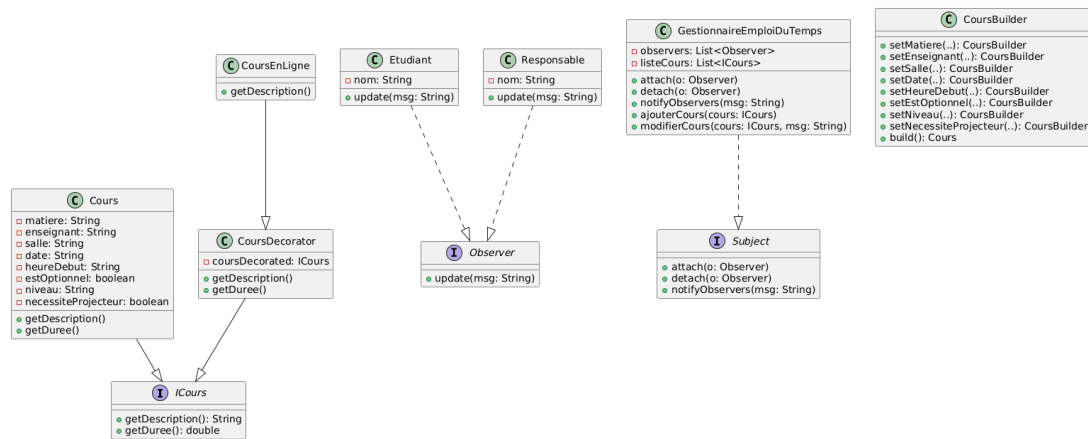 C CoursEnLigne
getDescription()
C Etudiant
nom: String
update(msg: String)
C Responsable
nom: String
update(msg: String)
C GestionnaireEmploiDuTemps
observers: List<Observer>
listeCours: List<ICours>
attach(o: Observer)
detach(o: Observer)
notifyObservers(msg: String)
ajouterCours(cours: ICours)
modifierCours(cours: ICours, msg: String)
C CoursBuilder
setMatiere(..): CoursBuilder
setEnseignant(..): CoursBuilder
setSalle(..): CoursBuilder
setDate(..): CoursBuilder
setHeureDebut(..): CoursBuilder
setEstOptionnel(..): CoursBuilder
setNiveau(..): CoursBuilder
setNecessiteProjecteur(..): CoursBuilder
build(): Cours
C Cours
matiere: String
enseignant: String
salle: String
date: String
heureDebut: String
estOptionnel: boolean
niveau: String
necessiteProjecteur: boolean
getDescription()
getDuree()
C CoursDecorator
coursDecorated: ICours
getDescription()
getDuree()
I Observer
update(msg: String)
I Subject
attach(o: Observer)
detach(o: Observer)
notifyObservers(msg: String)
I ICours
getDescription(): String
getDuree(): double